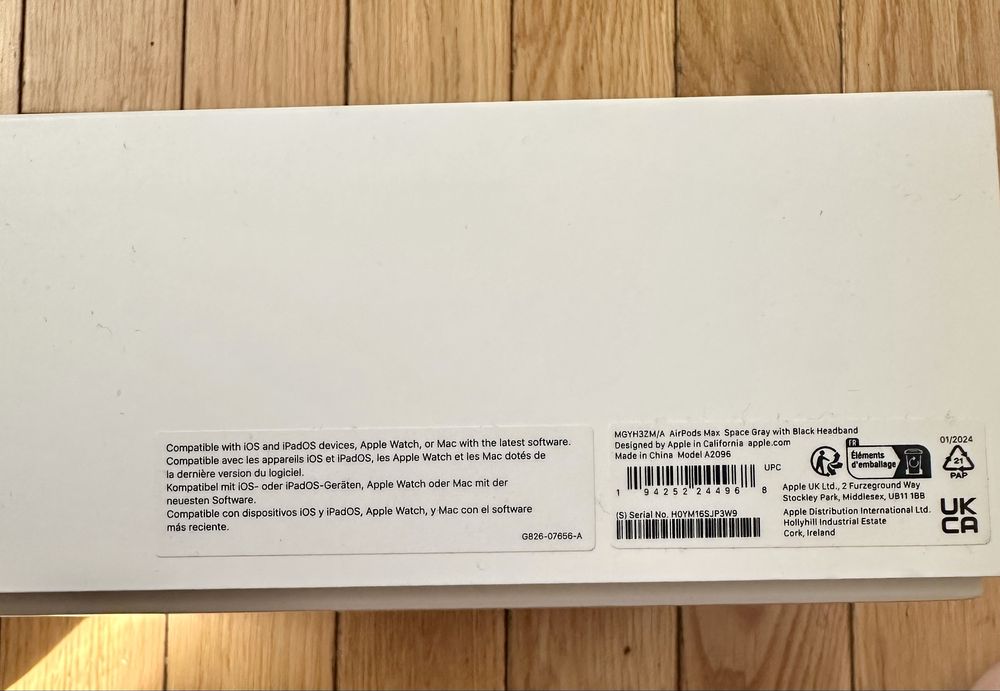 Compatible with iOS and iPadOS devices, Apple Watch, or Mac with the latest software.
Compatible avec les appareils iOS et iPadOS, les Apple Watch et les Mac dotés de
la dernière version du logiciel.
Kompatibel mit iOS- oder iPadOS-Geräten, Apple Watch oder Mac mit der
neuesten Software.
Compatible con dispositivos iOS y iPadOS, Apple Watch, y Mac con el software
más reciente.
G826-07656-A
MGYH3ZM/A AirPods Max Space Gray with Black Headband
Designed by Apple in California apple.com
Made in China Model A2096
UPC
1 94252 24496 8
(S) Serial No. H0YM16SJP3W9
FR
Éléments
d'emballage
01/2024
21
PAP
Apple UK Ltd., 2 Furzeground Way
Stockley Park, Middlesex, UB11 1BB
Apple Distribution International Ltd.
Hollyhill Industrial Estate
Cork, Ireland
UK
CA